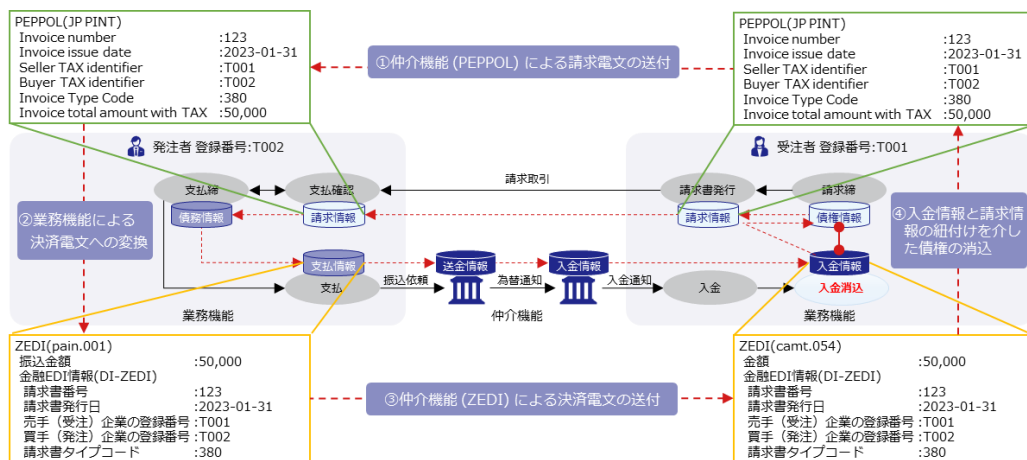 PEPPOL(JP PINT)
Invoice number :123
Invoice issue date :2023-01-31
Seller TAX identifier :T001
Buyer TAX identifier :T002
Invoice Type Code :380
Invoice total amount with TAX :50,000
①仲介機能(PEPPOL)による請求電文の送付
PEPPOL(JP PINT)
Invoice number :123
Invoice issue date :2023-01-31
Seller TAX identifier :T001
Buyer TAX identifier :T002
Invoice Type Code :380
Invoice total amount with TAX :50,000
発注者 登録番号:T002
受注者 登録番号:T001
支払締
支払確認
請求取引
請求書発行
請求締
債務情報
請求情報
請求情報
債権情報
②業務機能による
決済電文への変換
④入金情報と請求情
報の紐付けを介し
た債権の消込
支払情報
送金情報
入金情報
入金情報
支払
振込依頼
為替通知
入金通知
入金
入金消込
業務機能
仲介機能
業務機能
ZEDI(pain.001)
振込金額 :50,000
金融EDI情報(DI-ZEDI)
請求書番号 :123
請求書発行日 :2023-01-31
売手（受注）企業の登録番号 :T001
買手（発注）企業の登録番号 :T002
請求書タイプコード :380
③仲介機能(ZEDI)による決済電文の送付
ZEDI(camt.054)
金額 :50,000
金融EDI情報(DI-ZEDI)
請求書番号 :123
請求書発行日 :2023-01-31
売手（受注）企業の登録番号 :T001
買手（発注）企業の登録番号 :T002
請求書タイプコード :380